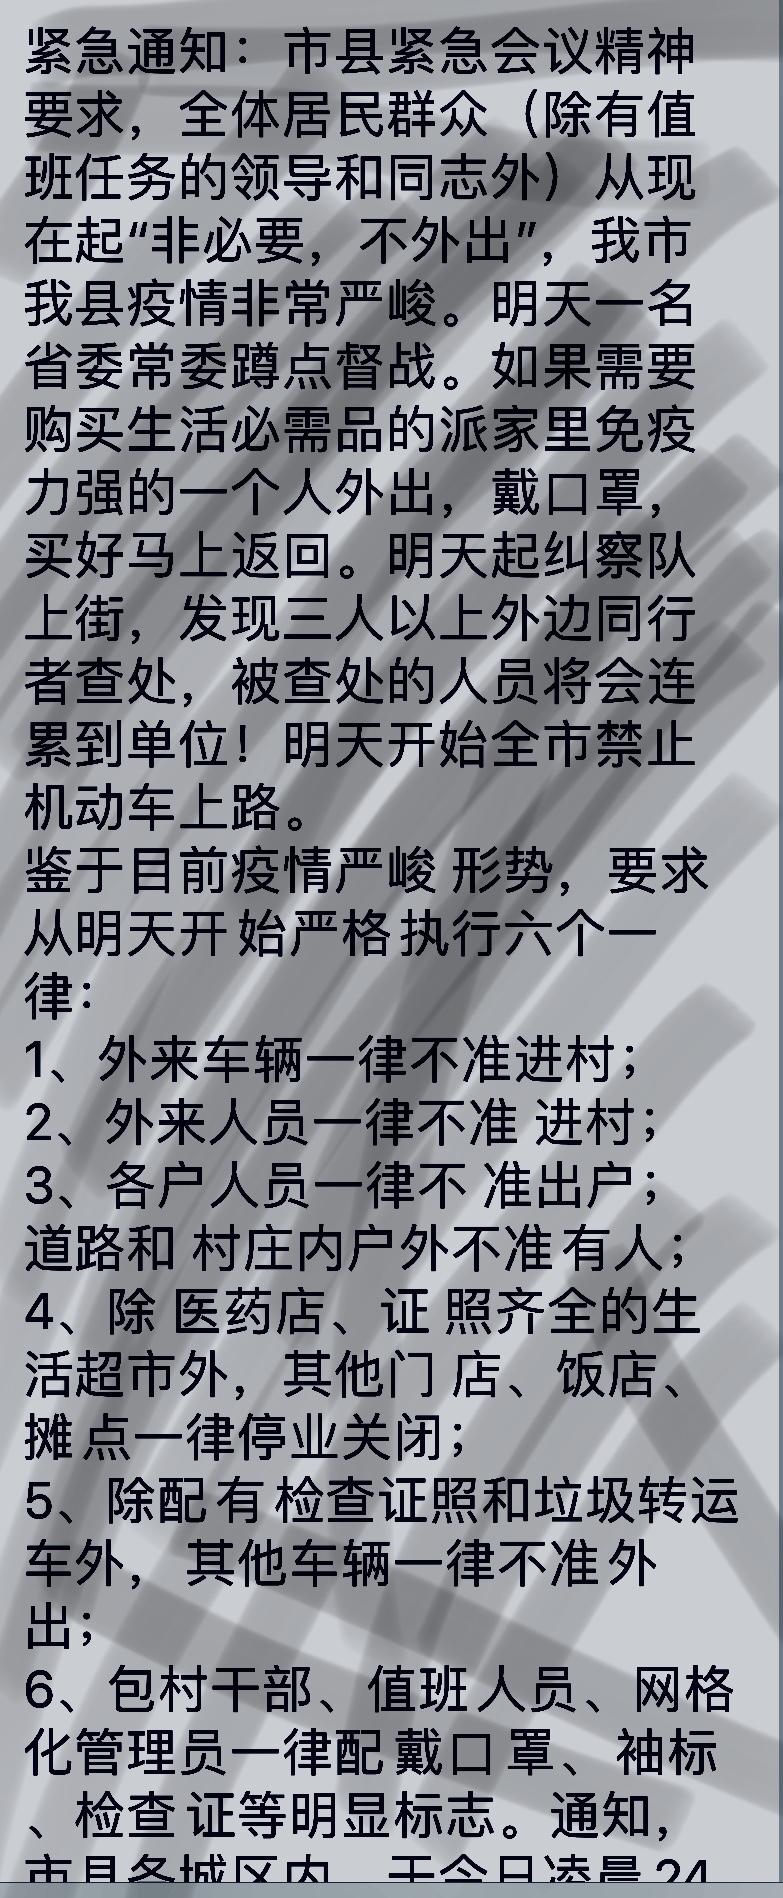 紧急通知：市县紧急会议精神
要求，全体居民群众（除有值
班任务的领导和同志外）从现
在起“非必要，不外出”，我市
我县疫情非常严峻。明天一名
省委常委蹲点督战。如果需要
购买生活必需品的派家里免疫
力强的一个人外出，戴口罩，
买好马上返回。明天起纠察队
上街，发现三人以上外边同行
者查处，被查处的人员将会连
累到单位！明天开始全市禁止
机动车上路。
鉴于目前疫情严峻 形势，要求
从明天开 始严格 执行六个一
律：
1、外来车辆一律不准进村；
2、外来人员一律不准 进村；
3、各户人员一律不 准出户；
道路和 村庄内户外不准 有人；
4、除 医药店、证 照齐全的生
活超市外，其他门 店、饭店、
摊 点一律停业关闭；
5、除配 有 检查证照和垃圾转运
车外， 其他车辆一律不准 外
出；
6、包村干部、值班 人员、网格
化管理员一律配 戴口 罩、袖标
、检查 证等明显标志。通知，
市县各城区内，于今日凌晨 24